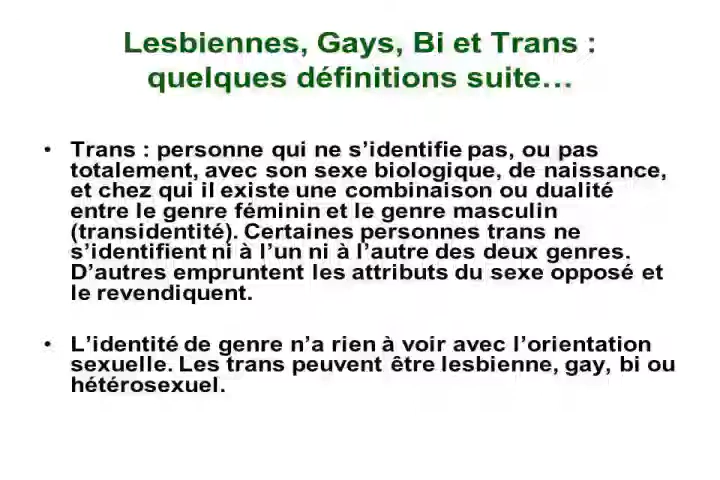 Lesbiennes, Gays, Bi et Trans :
quelques définitions suite…
• Trans : personne qui ne s’identifie pas, ou pas
totalement, avec son sexe biologique, de naissance,
et chez qui il existe une combinaison ou dualité
entre le genre féminin et le genre masculin
(transidentité). Certaines personnes trans ne
s’identifient ni à l’un ni à l’autre des deux genres.
D’autres empruntent les attributs du sexe opposé et
le revendiquent.
• L’identité de genre n’a rien à voir avec l’orientation
sexuelle. Les trans peuvent être lesbienne, gay, bi ou
hétérosexuel.